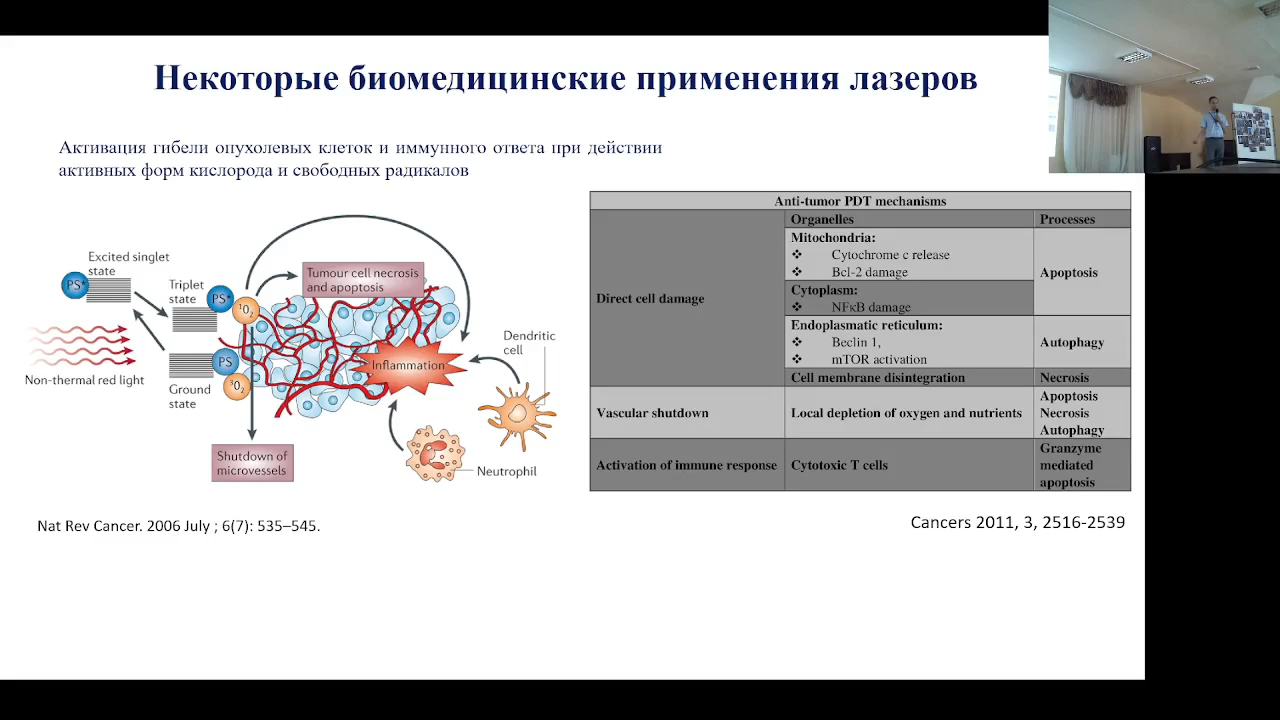 Некоторые биомедицинские применения лазеров
Активация гибели опухолевых клеток и иммунного ответа при действии
активных форм кислорода и свободных радикалов
Excited singlet
state
PS*
Triplet
state
PS*
¹O₂
Tumour cell necrosis
and apoptosis
Non-thermal red light
PS
³O₂
Ground
state
Inflammation
Dendritic
cell
Shutdown of
microvessels
Neutrophil
Nat Rev Cancer. 2006 July ; 6(7): 535–545.
Anti-tumor PDT mechanisms
Organelles
Processes
Direct cell damage
Mitochondria:
❖ Cytochrome c release
❖ Bcl-2 damage
Apoptosis
Cytoplasm:
❖ NFκB damage
Endoplasmatic reticulum:
❖ Beclin 1,
❖ mTOR activation
Autophagy
Cell membrane disintegration
Necrosis
Vascular shutdown
Local depletion of oxygen and nutrients
Apoptosis
Necrosis
Autophagy
Activation of immune response
Cytotoxic T cells
Granzyme
mediated
apoptosis
Cancers 2011, 3, 2516-2539